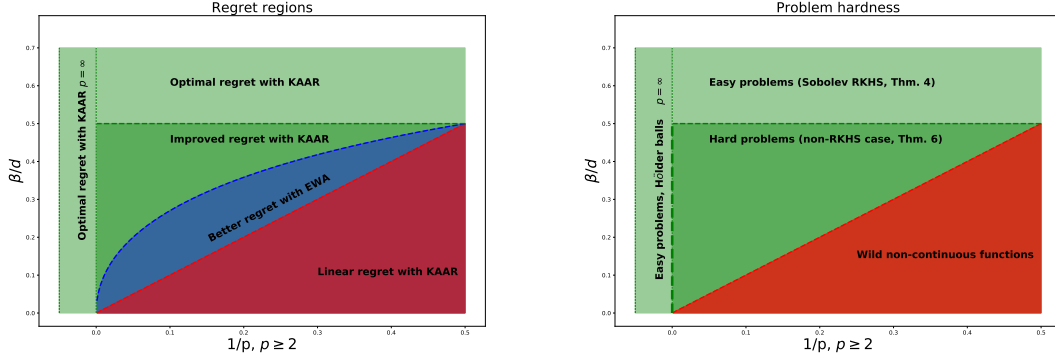 Regret regions
0.7
0.6
0.5
0.4
0.3
0.2
0.1
0.0
β/d
Optimal regret with KAAR p = ∞
Optimal regret with KAAR
Improved regret with KAAR
Better regret with EWA
Linear regret with KAAR
0.0 0.1 0.2 0.3 0.4 0.5
1/p, p ≥ 2
Problem hardness
0.7
0.6
0.5
0.4
0.3
0.2
0.1
0.0
β/d
Easy problems, Hölder balls p = ∞
Easy problems (Sobolev RKHS, Thm. 4)
Hard problems (non-RKHS case, Thm. 6)
Wild non-continuous functions
0.0 0.1 0.2 0.3 0.4 0.5
1/p, p ≥ 2